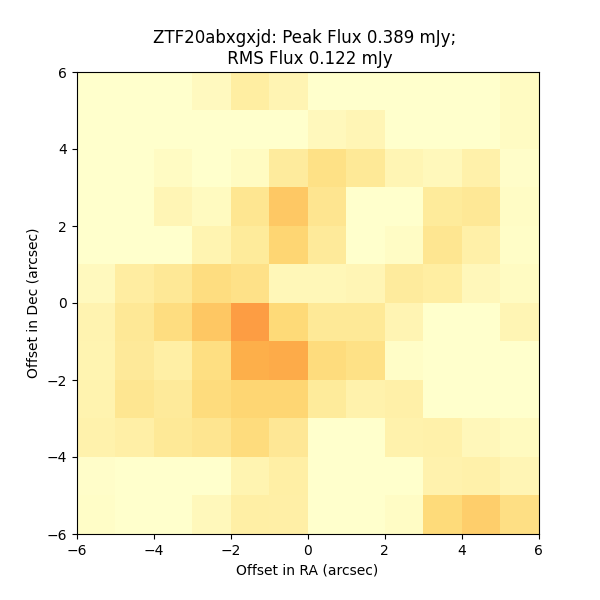 ZTF20abxgxjd: Peak Flux 0.389 mJy;
RMS Flux 0.122 mJy
6
4
2
0
−2
−4
−6
Offset in Dec (arcsec)
−6 −4 −2 0 2 4 6
Offset in RA (arcsec)